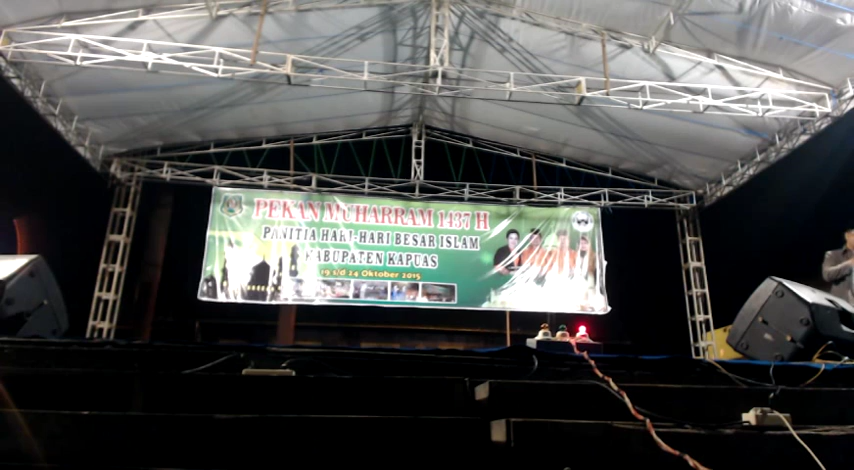 PEKAN MUHARRAM 1437 H
PANITIA HARI-HARI BESAR ISLAM
KABUPATEN KAPUAS
19 s/d 24 Oktober 2015